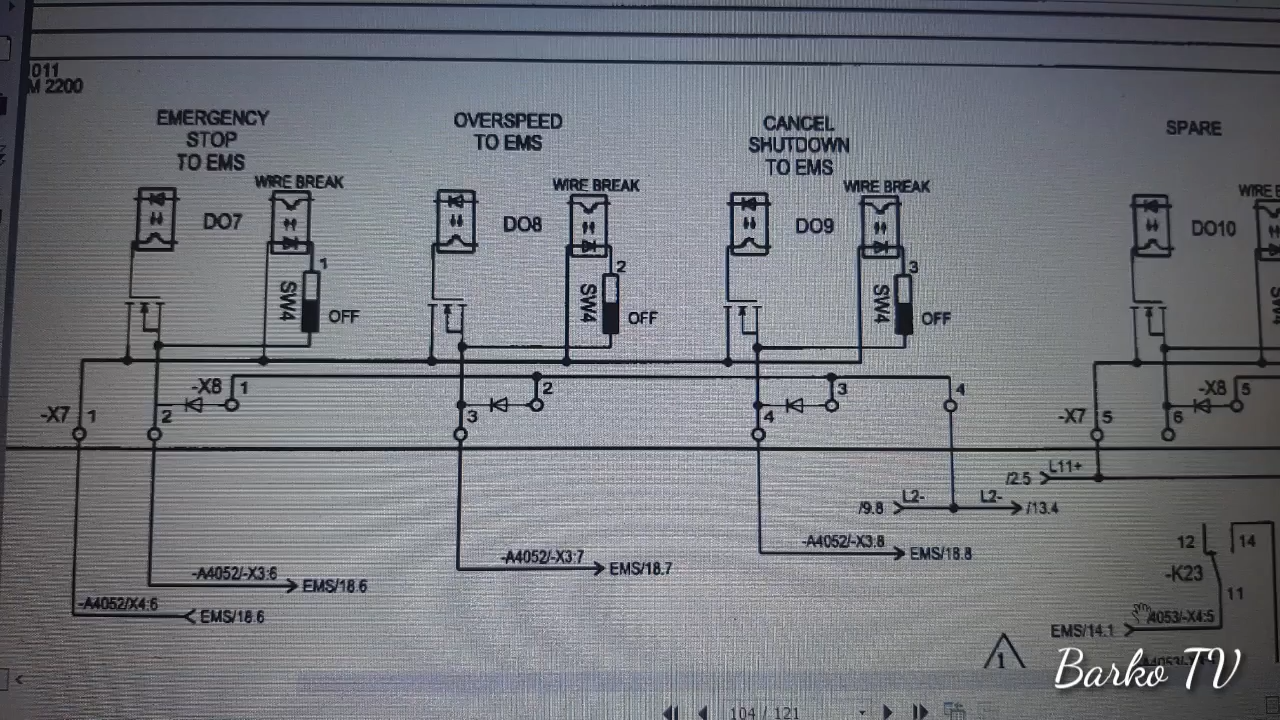 011
M 2200
EMERGENCY
STOP
TO EMS
OVERSPEED
TO EMS
CANCEL
SHUTDOWN
TO EMS
SPARE
WIRE BREAK
WIRE BREAK
WIRE BREAK
WIRE
DO7
DO8
DO9
DO10
1
2
3
SW4
OFF
SW4
OFF
SW4
OFF
SW4
-X8
1
2
3
4
-X8
5
-X7
1
2
3
4
-X7
5
6
L11+
/2.5
L2-
L2-
/9.8
/13.4
-A4052/-X3:8
EMS/18.8
-A4052/-X3:7
EMS/18.7
-A4052/-X3:6
EMS/18.6
-A4052/X4:6
EMS/18.6
12
14
-K23
11
4053/-X4:5
EMS/14.1
1
Barko TV
104 / 121